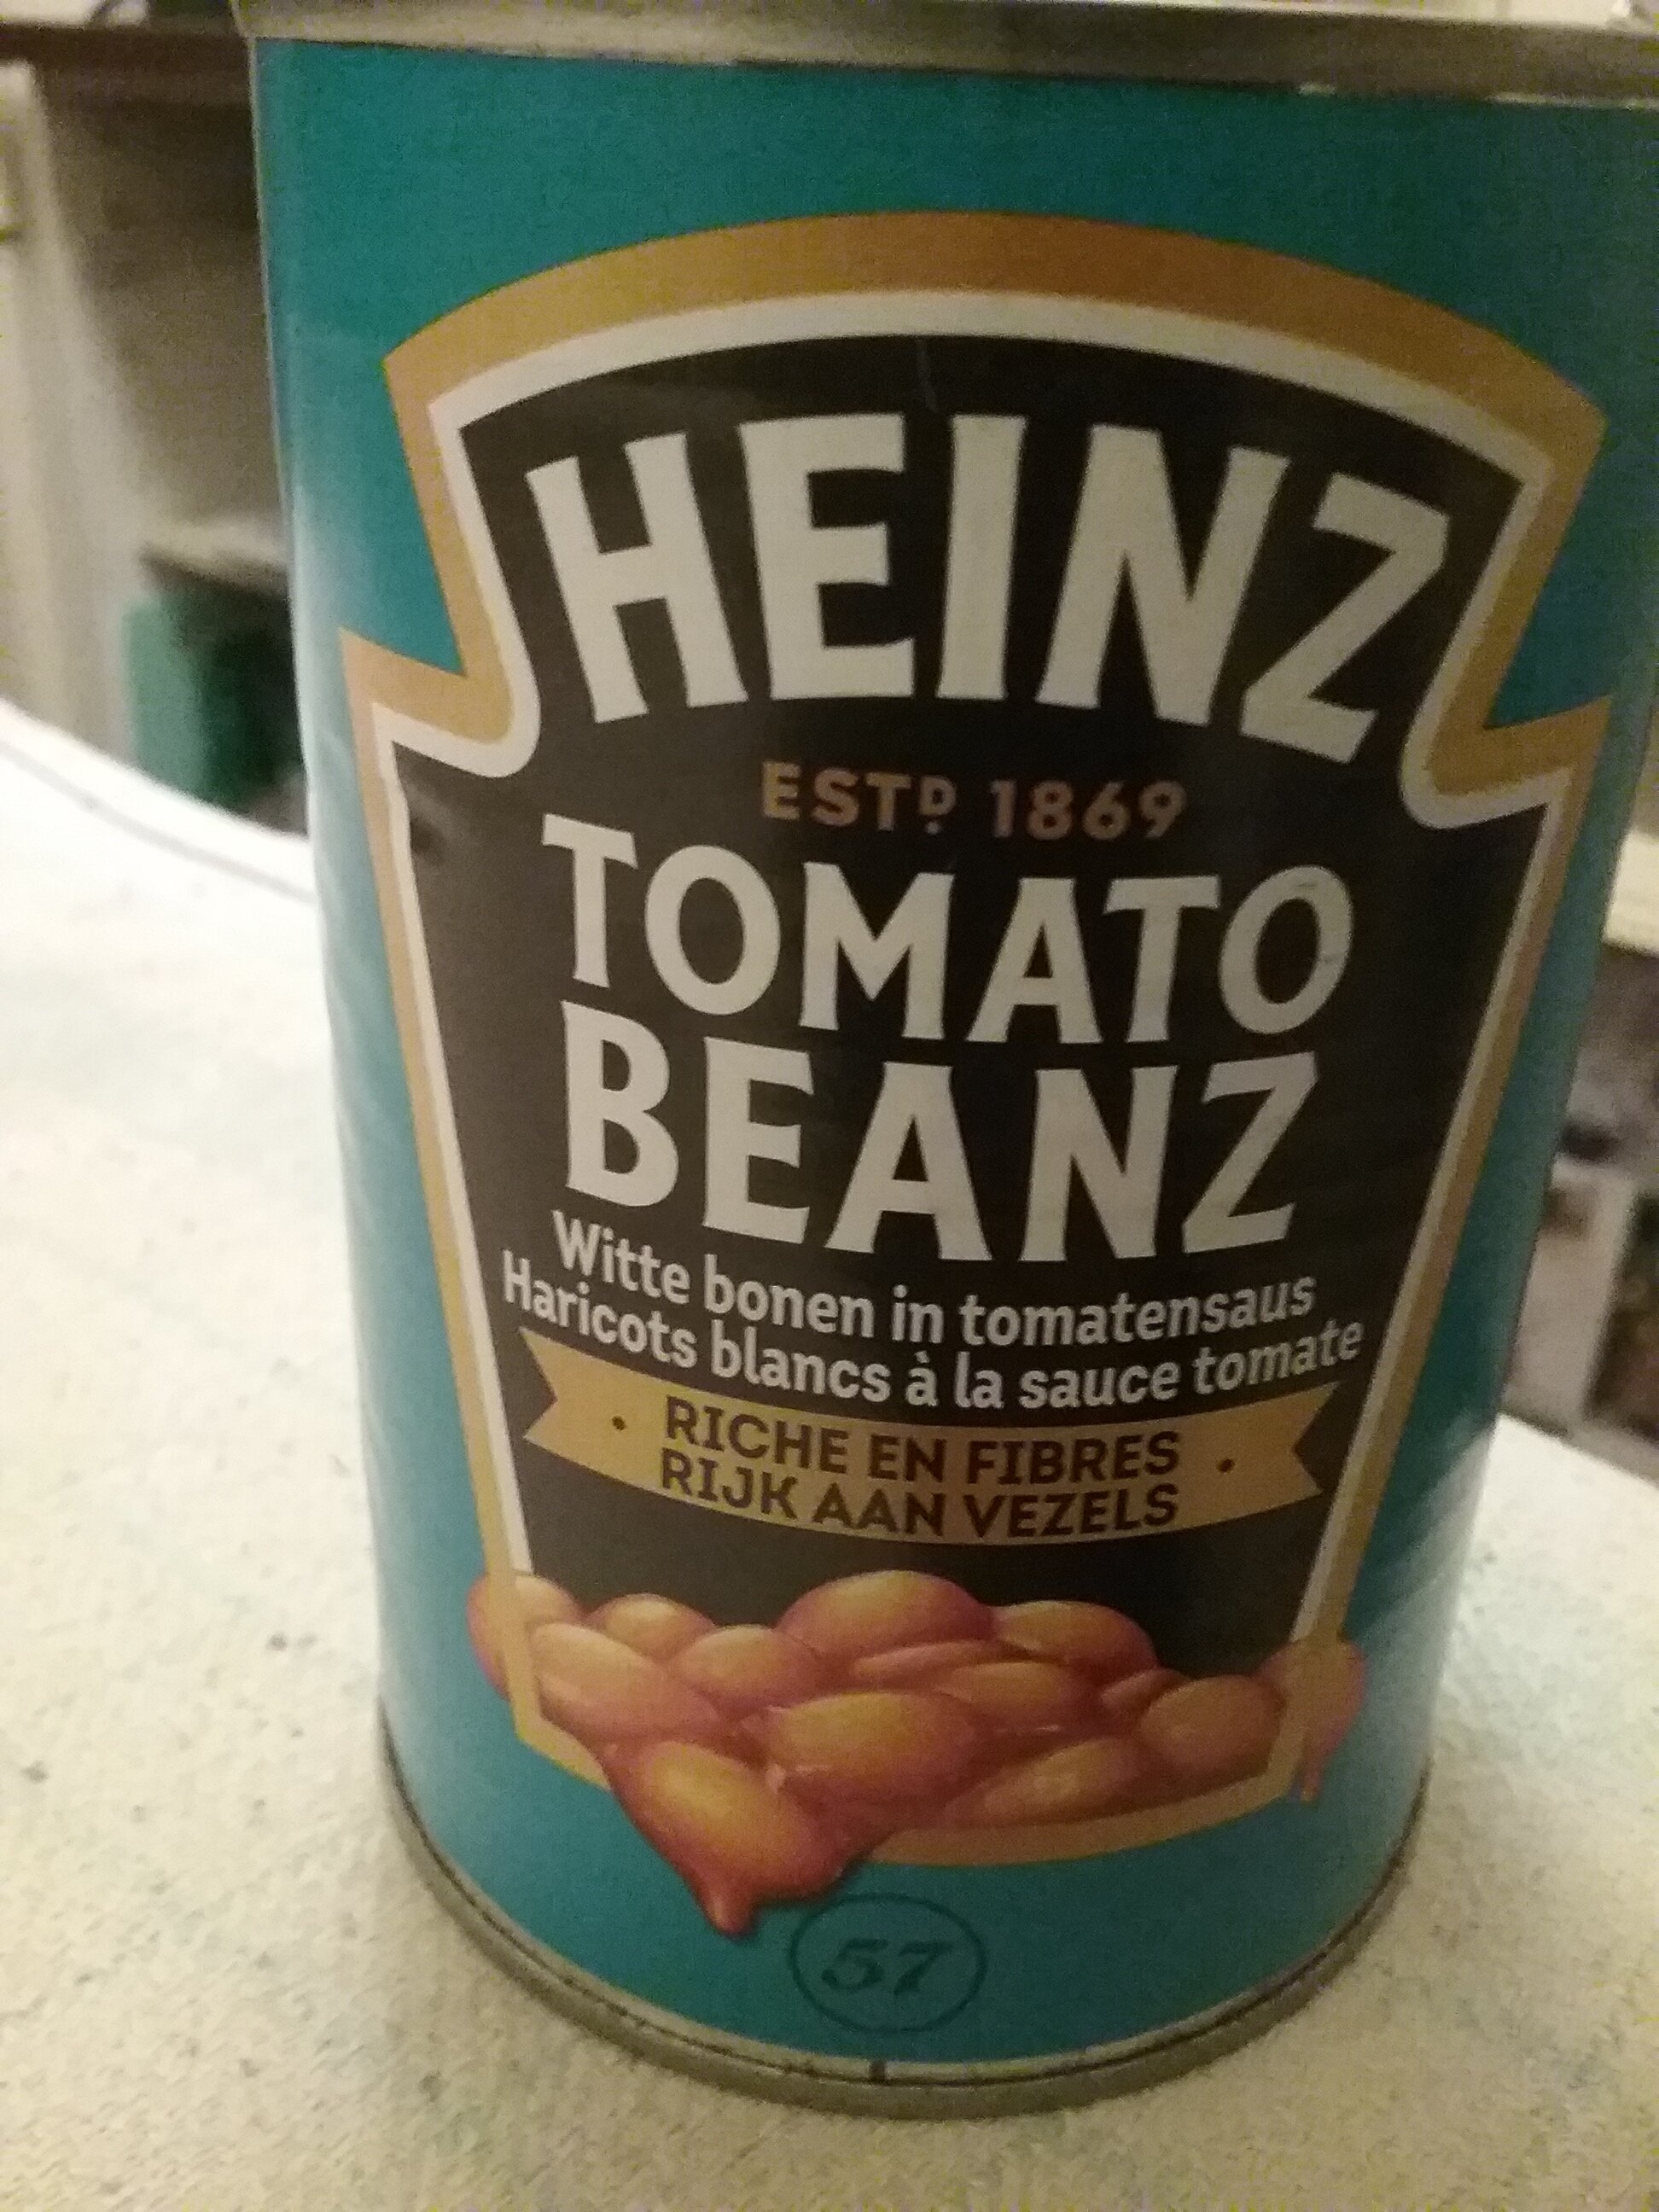 HEINZ
ESTD 1869
TOMATO
BEANZ
Witte bonen in tomatensaus
Haricots blancs à la sauce tomate
• RICHE EN FIBRES •
RIJK AAN VEZELS
57